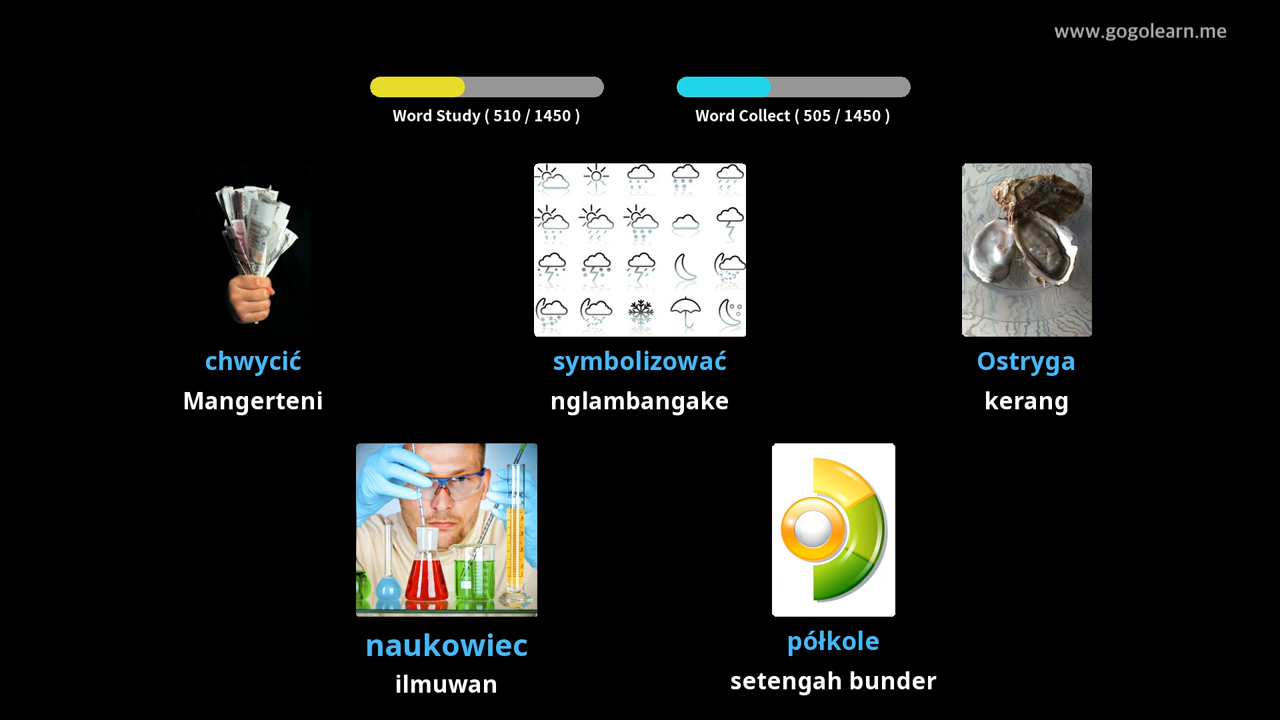 www.gogolearn.me
Word Study ( 510 / 1450 )
Word Collect ( 505 / 1450 )
chwycić
Mangerteni
symbolizować
nglambangake
Ostryga
kerang
naukowiec
ilmuwan
półkole
setengah bunder